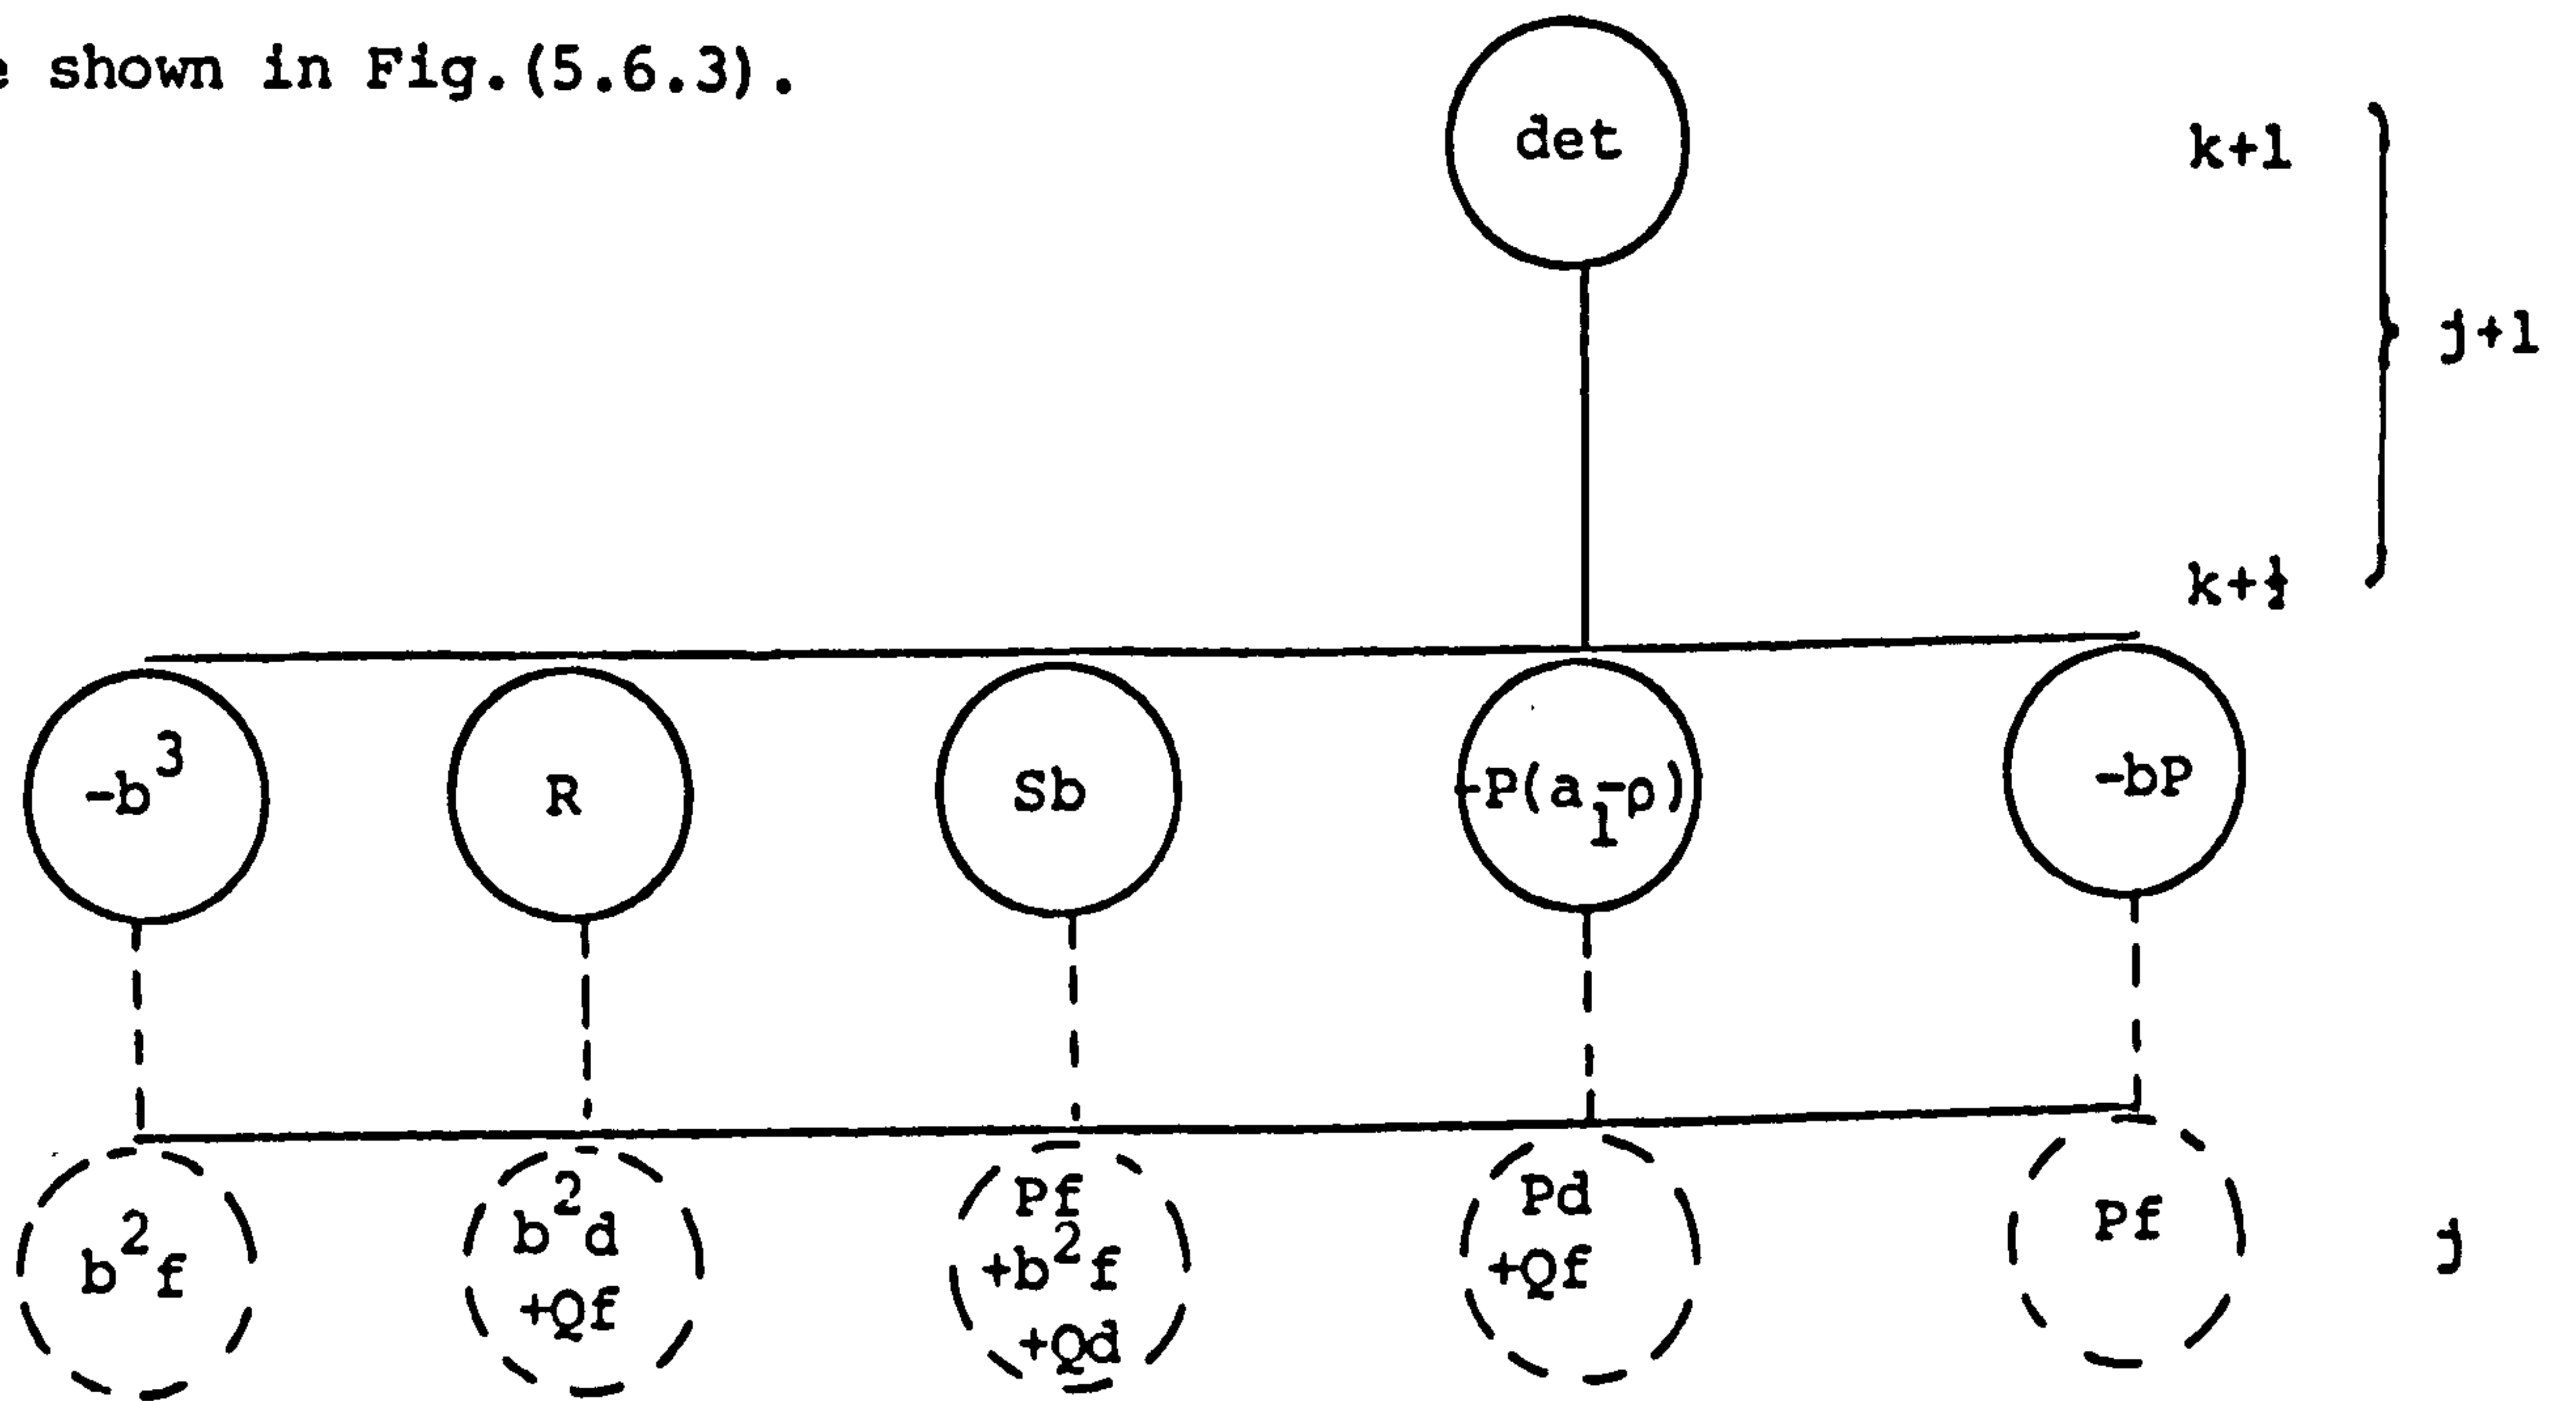 shown in Fig.(5.6.3).
det
k+1
j+1
k+½
-b³
R
Sb
-P(a₁-ρ)
-bP
b²f
b²d
+Qf
Pf
+b²f
+Qd
Pd
+Qf
Pf
j